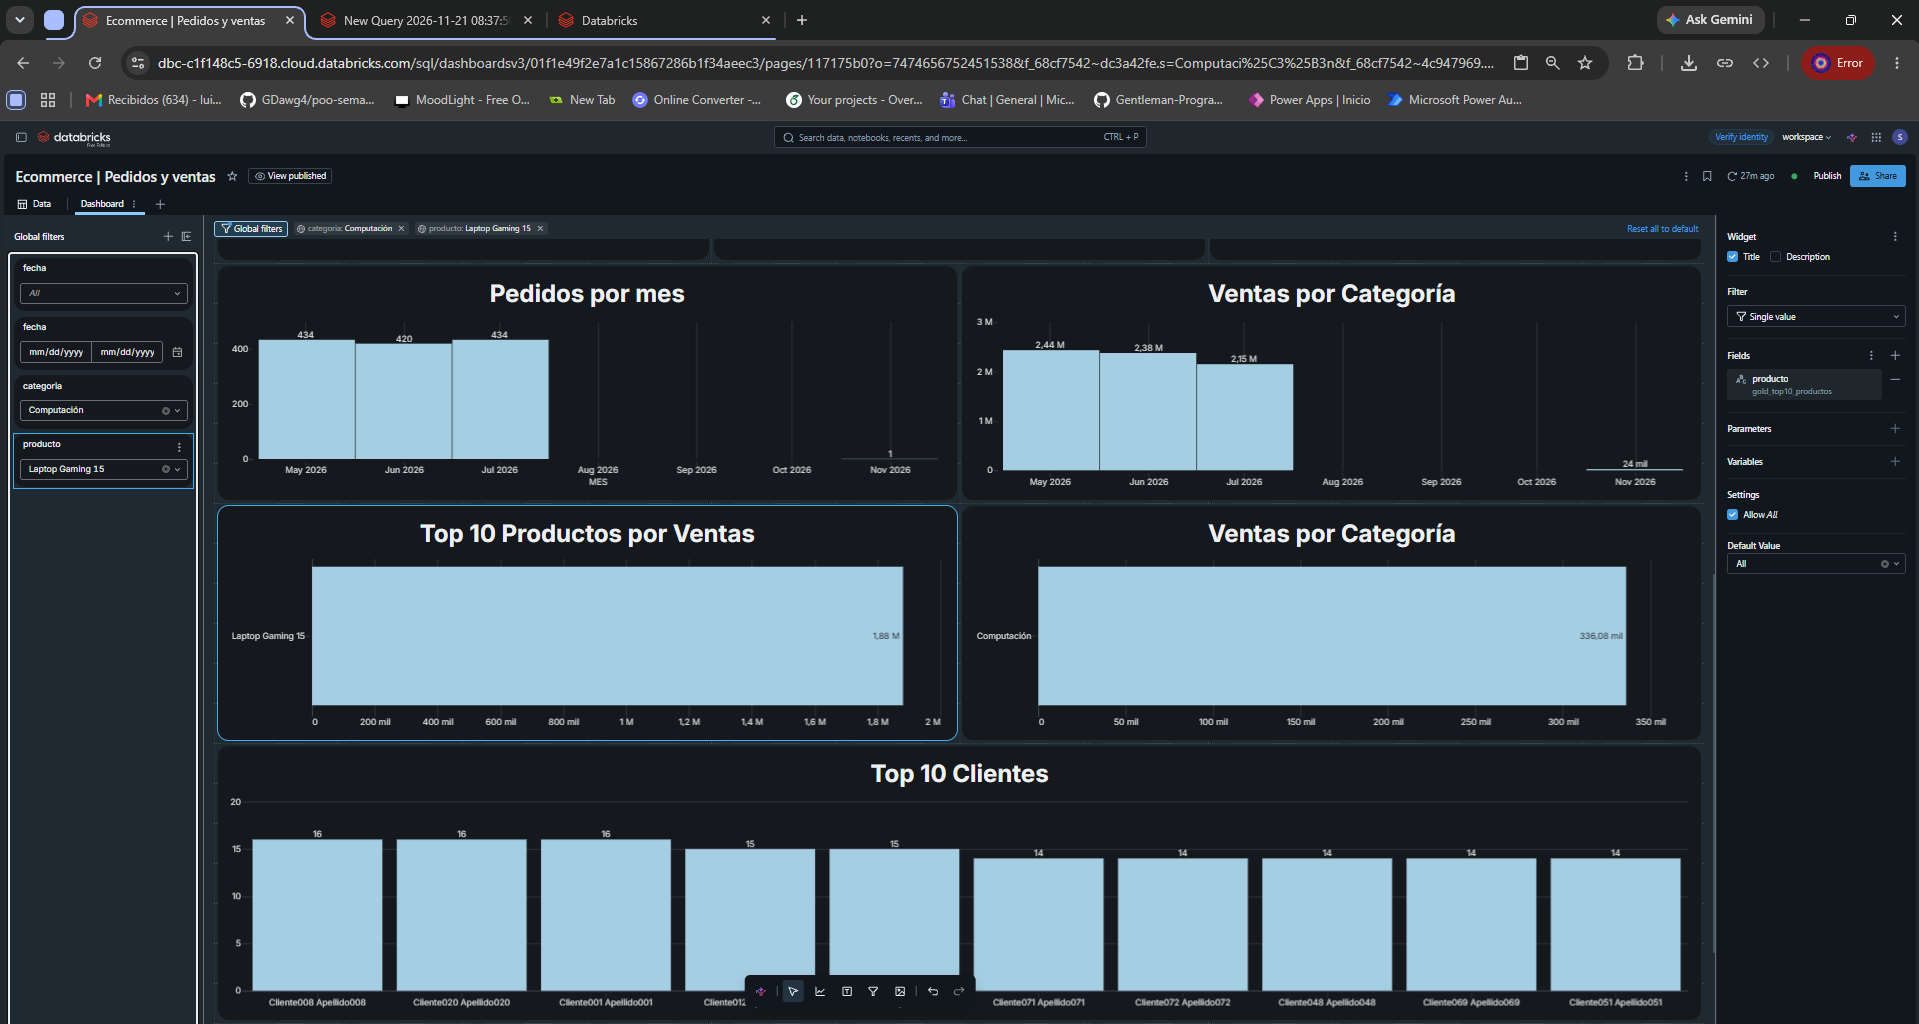 Ecommerce | Pedidos y ventas
New Query 2026-11-21 08:37:5
Databricks
Ask Gemini
dbc-c1f148c5-6918.cloud.databricks.com/sql/dashboardsv3/01f1e49f2e7a1c15867286b1f34aeec3/pages/117175b0?o=7474656752451538&f_68cf7542~dc3a42fe.s=Computaci%25C3%25B3n&f_68cf7542~4c947969....
Error
Recibidos (634) - lui...
GDawg4/poo-sema...
MoodLight - Free O...
New Tab
Online Converter -...
Your projects - Over...
Chat | General | Mic...
Gentleman-Progra...
Power Apps | Inicio
Microsoft Power Au...
databricks
Search data, notebooks, recents, and more...
CTRL + P
Verify identity
workspace
S
Ecommerce | Pedidos y ventas
View published
27m ago
Publish
Share
Data
Dashboard
Global filters
fecha
All
fecha
mm/dd/yyyy
mm/dd/yyyy
categoria
Computación
producto
Laptop Gaming 15
Global filters
categoria: Computación
producto: Laptop Gaming 15
Reset all to default
Pedidos por mes
400
200
0
434
420
434
1
May 2026
Jun 2026
Jul 2026
Aug 2026
Sep 2026
Oct 2026
Nov 2026
MES
Ventas por Categoría
3 M
2 M
1 M
0
2,44 M
2,38 M
2,15 M
24 mil
May 2026
Jun 2026
Jul 2026
Aug 2026
Sep 2026
Oct 2026
Nov 2026
Top 10 Productos por Ventas
Laptop Gaming 15
1,88 M
0
200 mil
400 mil
600 mil
800 mil
1 M
1,2 M
1,4 M
1,6 M
1,8 M
2 M
Ventas por Categoría
Computación
336,08 mil
0
50 mil
100 mil
150 mil
200 mil
250 mil
300 mil
350 mil
Top 10 Clientes
20
15
10
5
0
16
16
16
15
15
14
14
14
14
14
Cliente008 Apellido008
Cliente020 Apellido020
Cliente001 Apellido001
Cliente012
Cliente071 Apellido071
Cliente072 Apellido072
Cliente048 Apellido048
Cliente069 Apellido069
Cliente051 Apellido051
Widget
Title
Description
Filter
Single value
Fields
producto
gold_top10_productos
Parameters
Variables
Settings
Allow All
Default Value
All